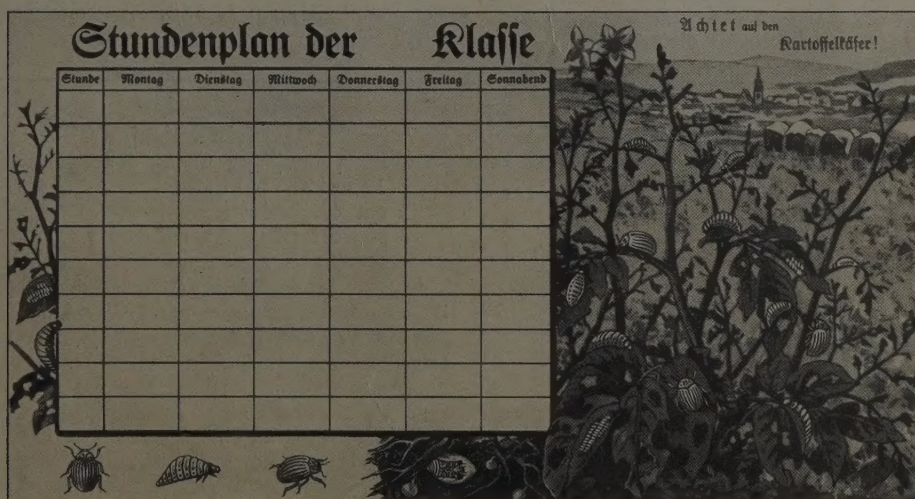 Stundenplan der Klasse
Achtet auf den
Kartoffelkäfer!
Stunde Montag Dienstag Mittwoch Donnerstag Freitag Sonnabend